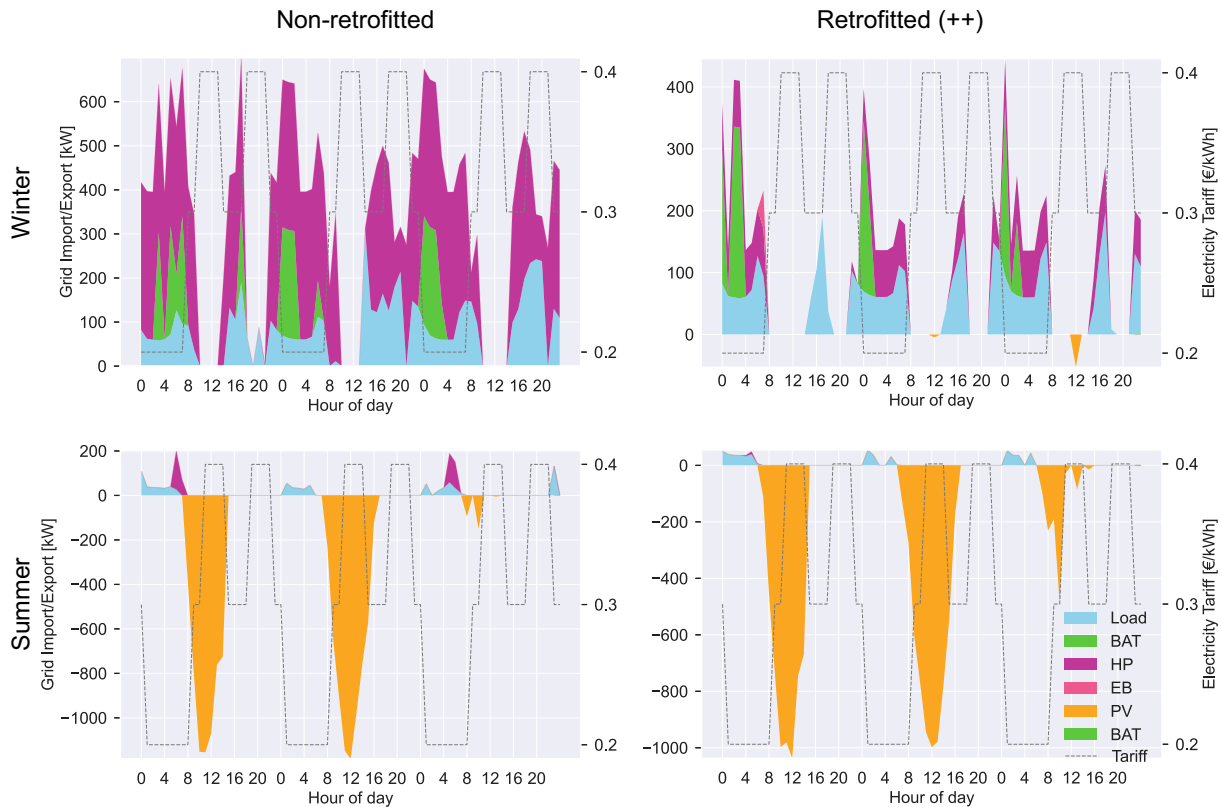 Non-retrofitted
Retrofitted (++)
Winter
Grid Import/Export [kW]
600
500
400
300
200
100
0
0.4
0.3
0.2
0 4 8 12 16 20 0 4 8 12 16 20 0 4 8 12 16 20
Hour of day
400
300
200
100
0
0.4
0.3
0.2
Electricity Tariff [€/kWh]
0 4 8 12 16 20 0 4 8 12 16 20 0 4 8 12 16 20
Hour of day
Summer
Grid Import/Export [kW]
200
0
−200
−400
−600
−800
−1000
0.4
0.3
0.2
0 4 8 12 16 20 0 4 8 12 16 20 0 4 8 12 16 20
Hour of day
0
−200
−400
−600
−800
−1000
0.4
0.3
0.2
Electricity Tariff [€/kWh]
Load
BAT
HP
EB
PV
BAT
Tariff
0 4 8 12 16 20 0 4 8 12 16 20 0 4 8 12 16 20
Hour of day